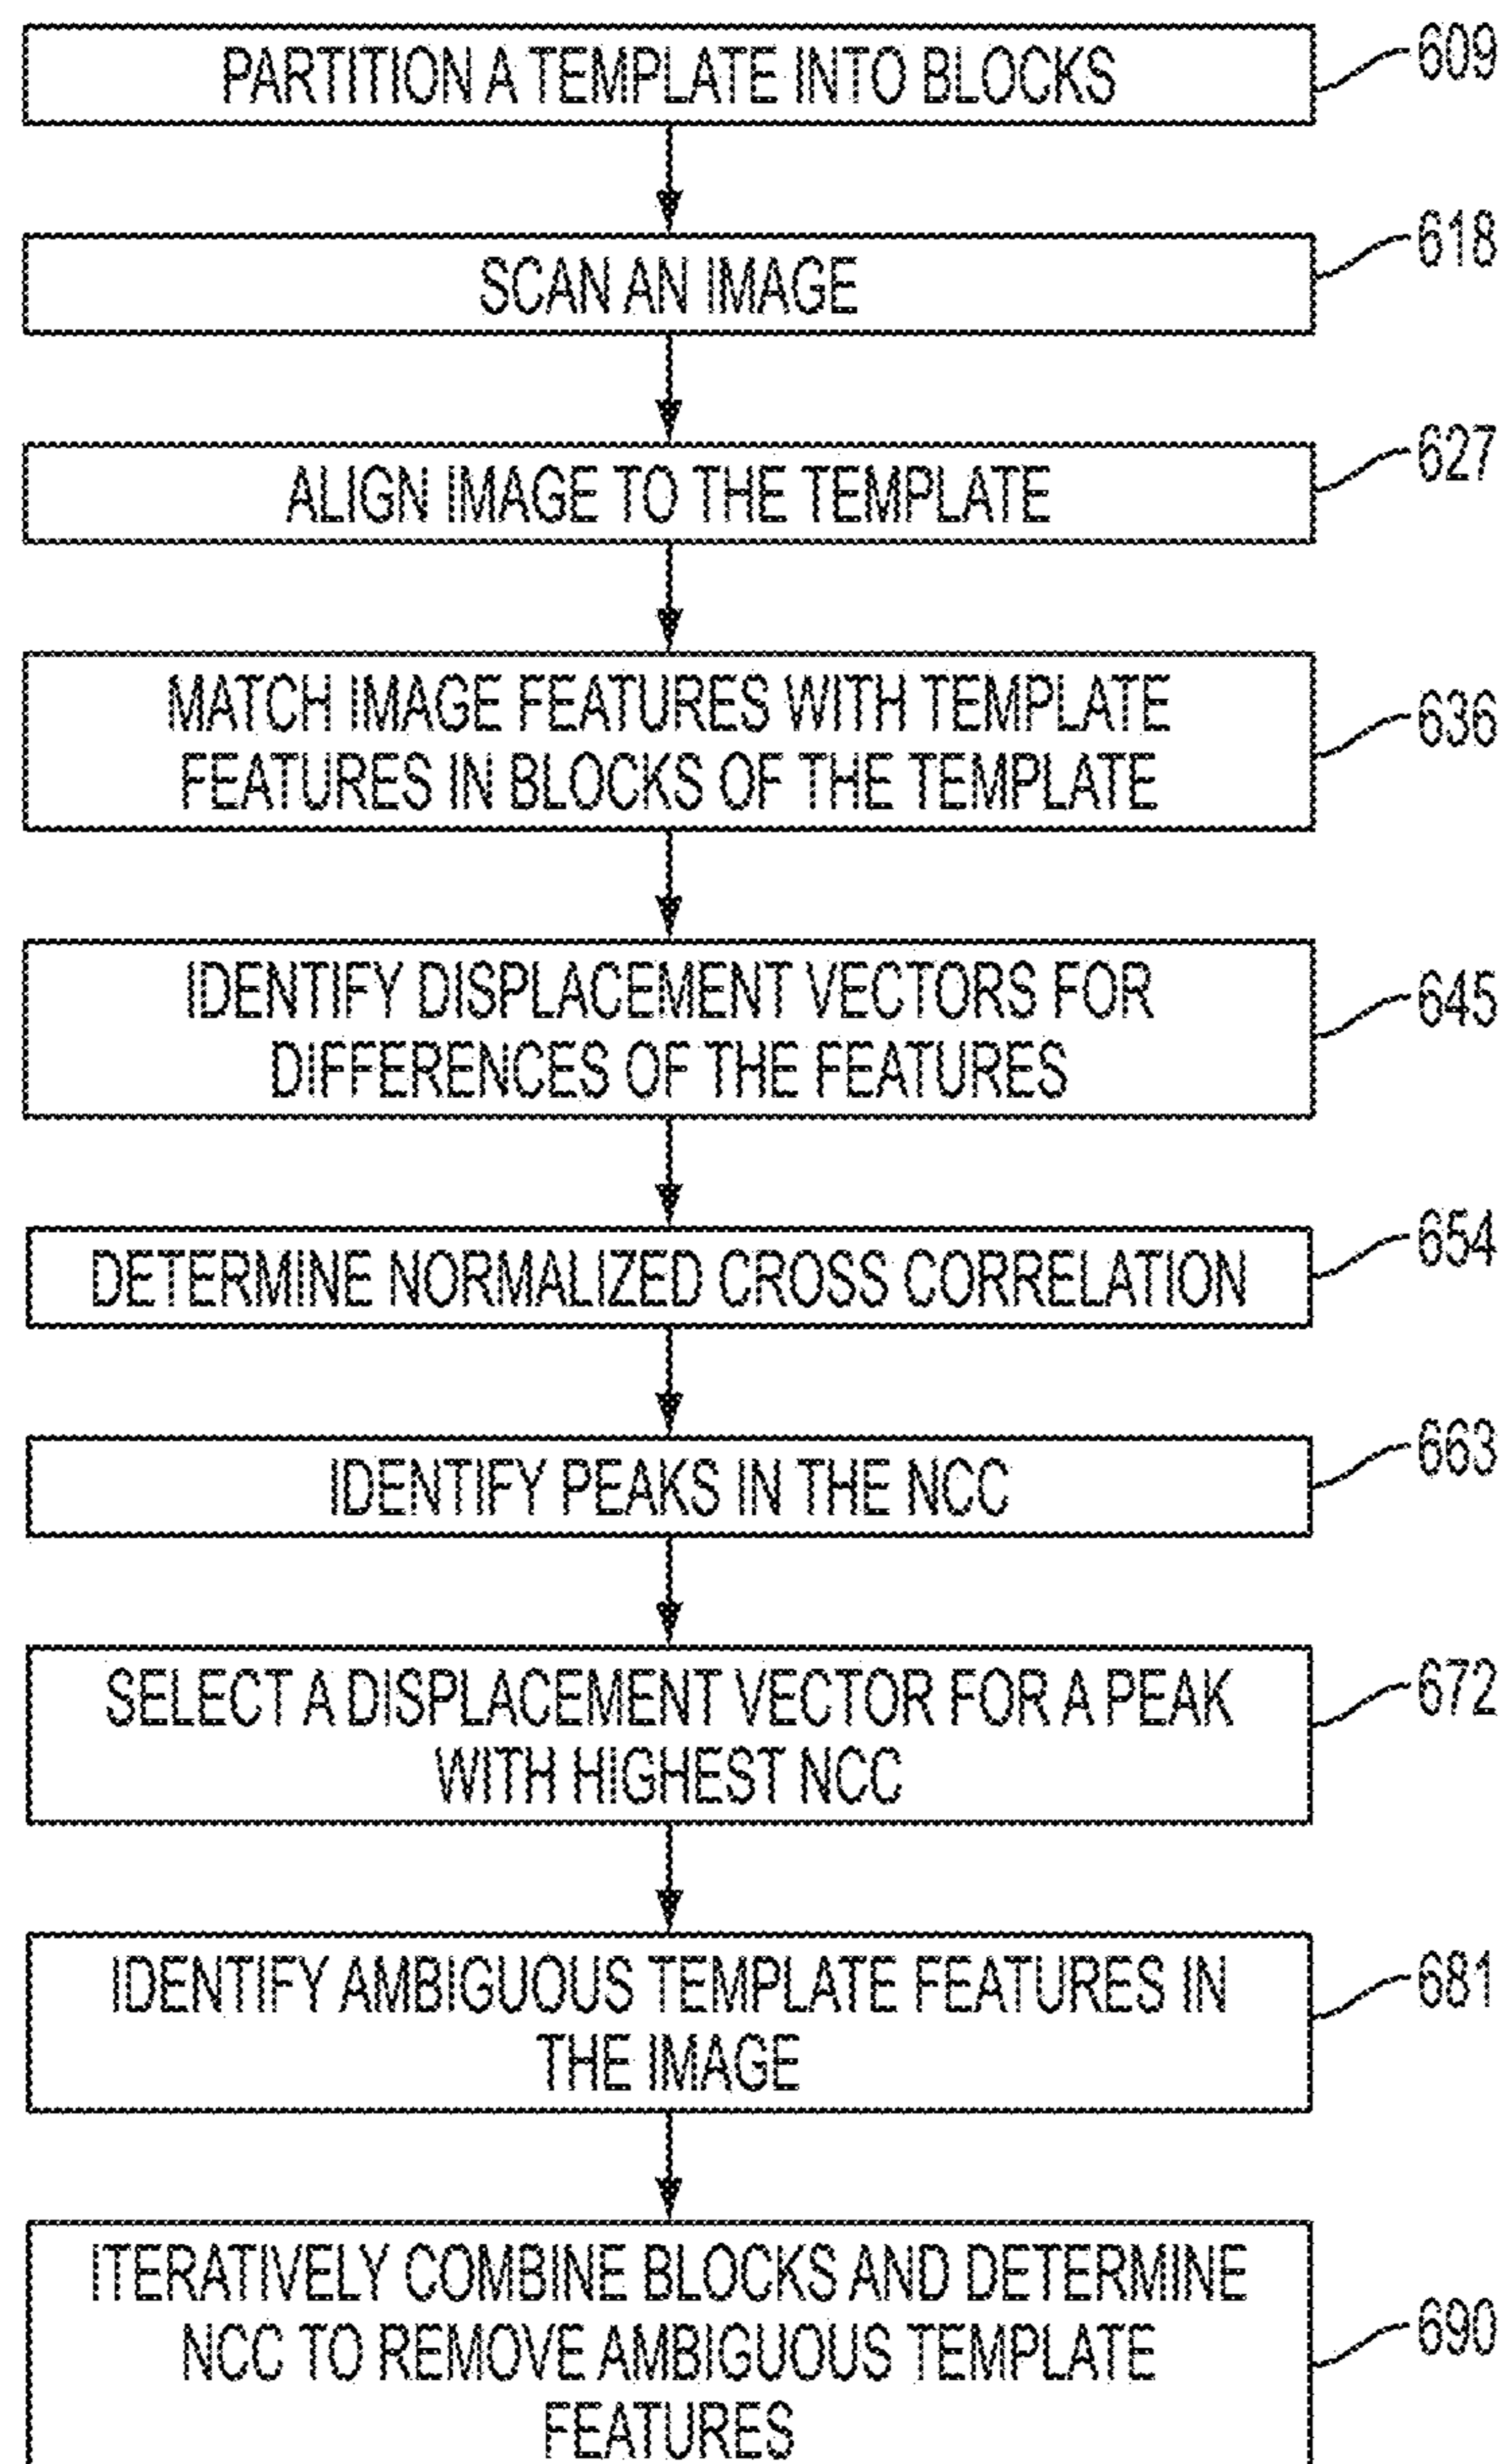 PARTITION A TEMPLATE INTO BLOCKS
609
SCAN AN IMAGE
618
ALIGN IMAGE TO THE TEMPLATE
627
MATCH IMAGE FEATURES WITH TEMPLATE
FEATURES IN BLOCKS OF THE TEMPLATE
636
IDENTIFY DISPLACEMENT VECTORS FOR
DIFFERENCES OF THE FEATURES
645
DETERMINE NORMALIZED CROSS CORRELATION
654
IDENTIFY PEAKS IN THE NCC
663
SELECT A DISPLACEMENT VECTOR FOR A PEAK
WITH HIGHEST NCC
672
IDENTIFY AMBIGUOUS TEMPLATE FEATURES IN
THE IMAGE
681
ITERATIVELY COMBINE BLOCKS AND DETERMINE
NCC TO REMOVE AMBIGUOUS TEMPLATE
FEATURES
690